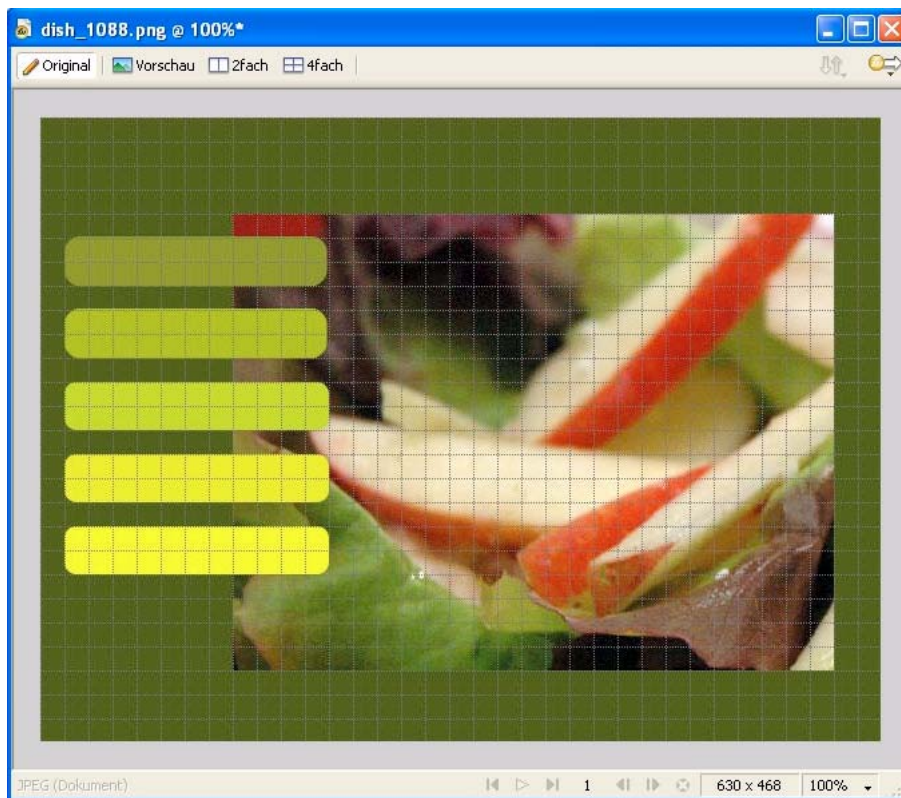 dish_1088.png @ 100%*
Original Vorschau 2fach 4fach
JPEG (Dokument) 1 630 x 468 100%